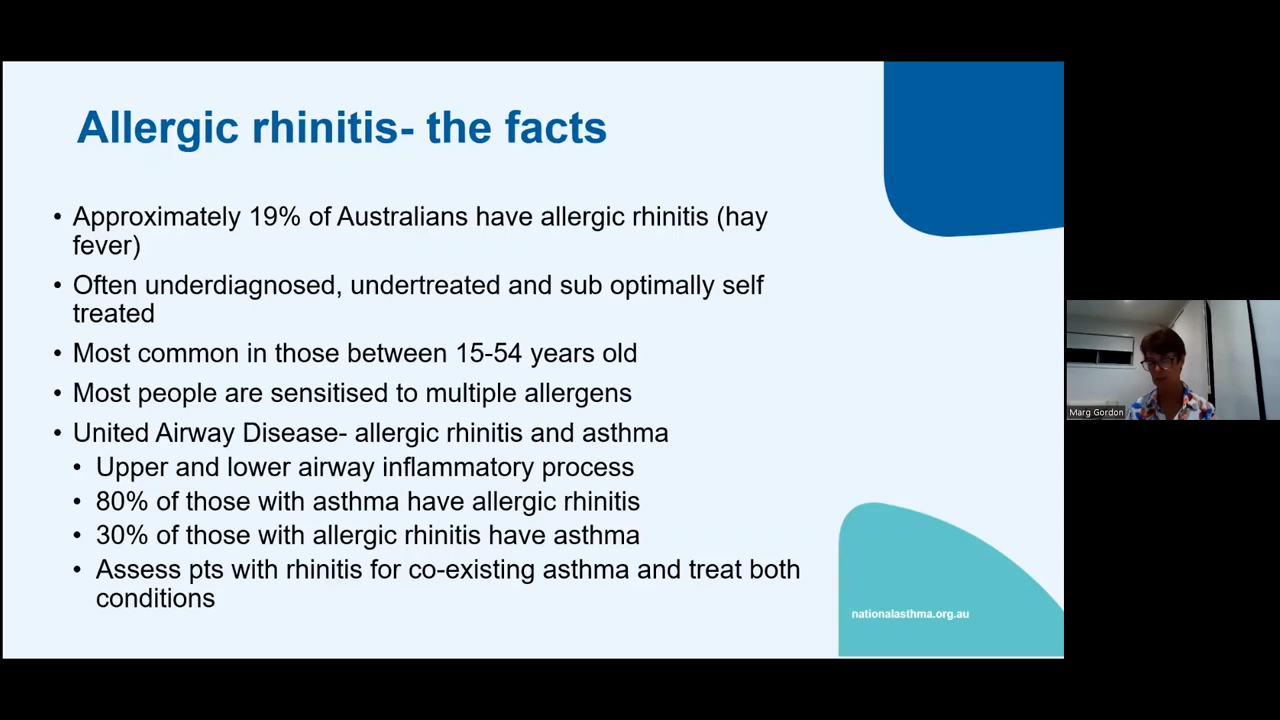 Allergic rhinitis- the facts
• Approximately 19% of Australians have allergic rhinitis (hay
fever)
• Often underdiagnosed, undertreated and sub optimally self
treated
• Most common in those between 15-54 years old
• Most people are sensitised to multiple allergens
• United Airway Disease- allergic rhinitis and asthma
• Upper and lower airway inflammatory process
• 80% of those with asthma have allergic rhinitis
• 30% of those with allergic rhinitis have asthma
• Assess pts with rhinitis for co-existing asthma and treat both
conditions
nationalasthma.org.au
Marg Gordon